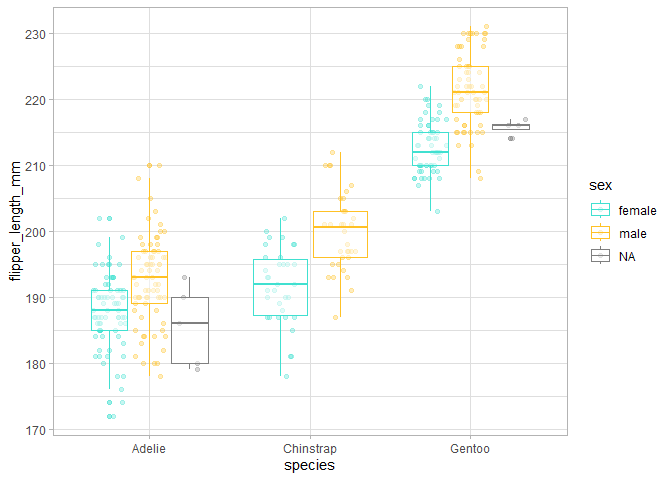 230
220
210
200
190
180
170
flipper_length_mm
Adelie
Chinstrap
Gentoo
species
sex
female
male
NA